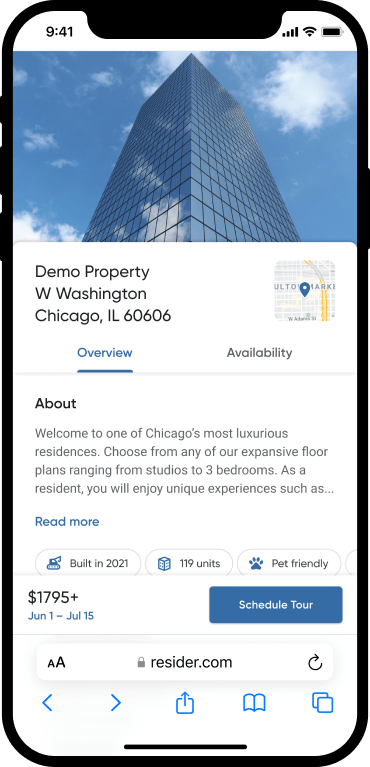 9:41
Demo Property
W Washington
Chicago, IL 60606
W Adams St
Overview
Availability
About
Welcome to one of Chicago’s most luxurious
residences. Choose from any of our expansive floor
plans ranging from studios to 3 bedrooms. As a
resident, you will enjoy unique experiences such as...
Read more
Built in 2021
119 units
Pet friendly
$1795+
Jun 1 – Jul 15
Schedule Tour
AA
resider.com